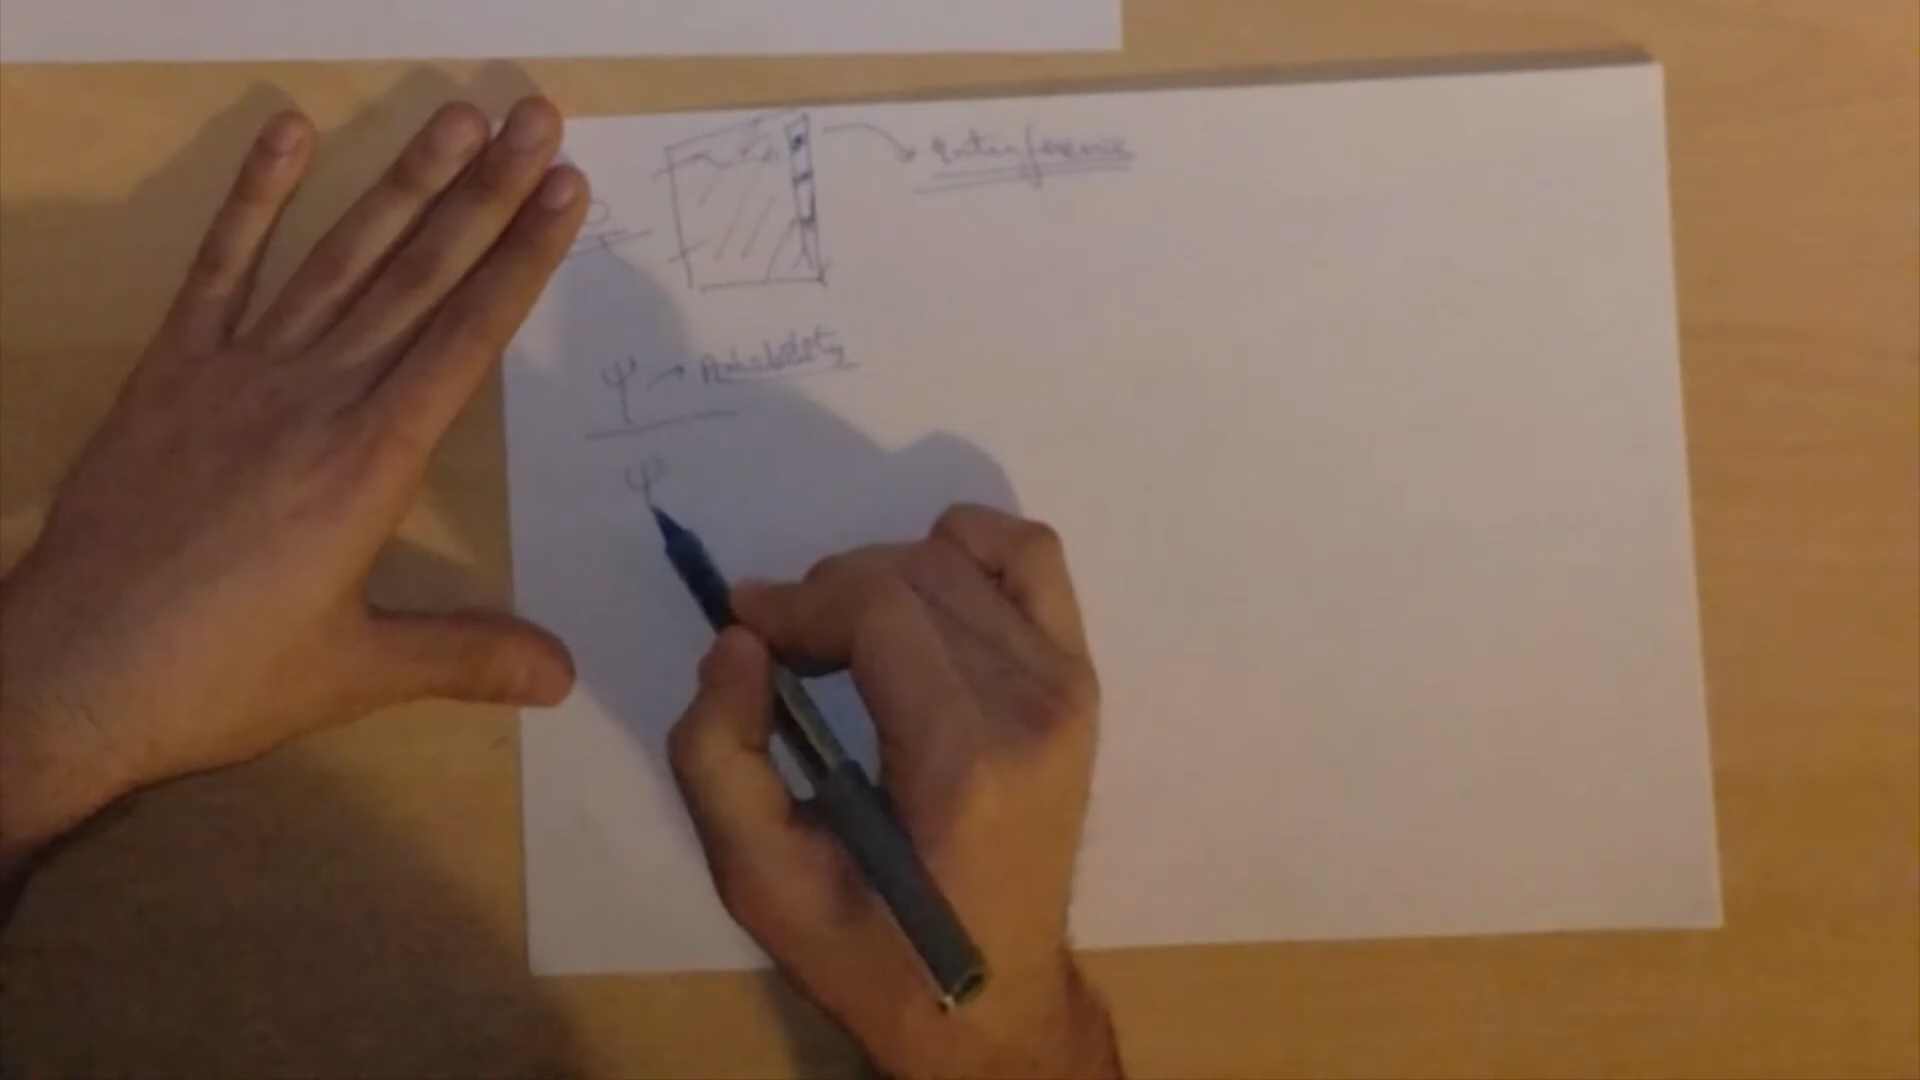 interference
ψ → Probability
ψ